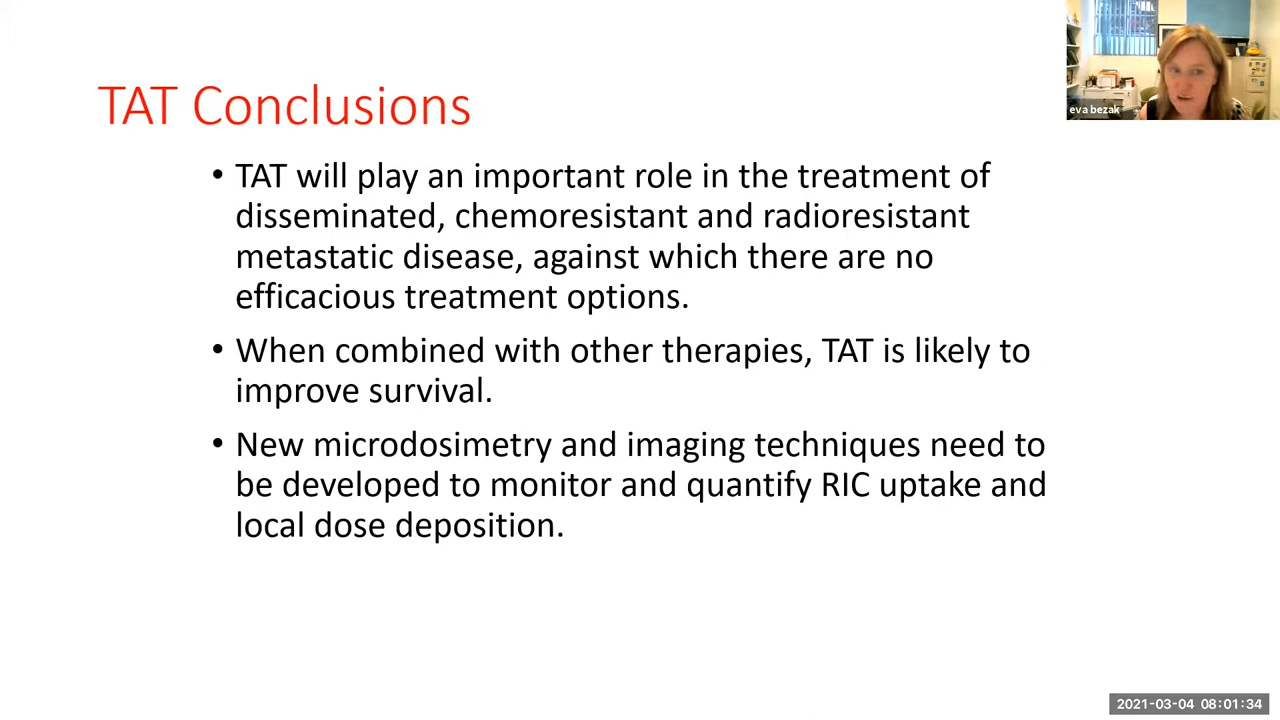 eva bezak
TAT Conclusions
• TAT will play an important role in the treatment of
disseminated, chemoresistant and radioresistant
metastatic disease, against which there are no
efficacious treatment options.
• When combined with other therapies, TAT is likely to
improve survival.
• New microdosimetry and imaging techniques need to
be developed to monitor and quantify RIC uptake and
local dose deposition.
2021-03-04 08:01:34